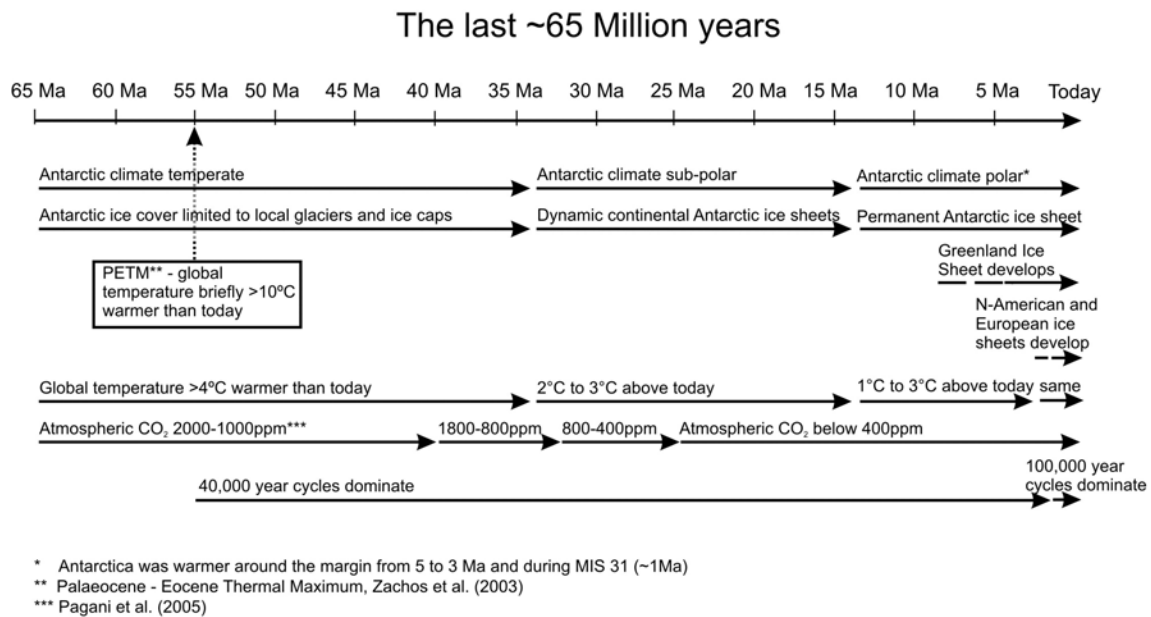 The last ~65 Million years
65 Ma 60 Ma 55 Ma 50 Ma 45 Ma 40 Ma 35 Ma 30 Ma 25 Ma 20 Ma 15 Ma 10 Ma 5 Ma Today
Antarctic climate temperate
Antarctic climate sub-polar
Antarctic climate polar*
Antarctic ice cover limited to local glaciers and ice caps
Dynamic continental Antarctic ice sheets
Permanent Antarctic ice sheet
Greenland Ice
Sheet develops
PETM** - global
temperature briefly >10ºC
warmer than today
N-American and
European ice
sheets develop
Global temperature >4ºC warmer than today
2°C to 3°C above today
1°C to 3°C above today
same
Atmospheric CO₂ 2000-1000ppm***
1800-800ppm
800-400ppm
Atmospheric CO₂ below 400ppm
40,000 year cycles dominate
100,000 year
cycles dominate
* Antarctica was warmer around the margin from 5 to 3 Ma and during MIS 31 (~1Ma)
** Palaeocene - Eocene Thermal Maximum, Zachos et al. (2003)
*** Pagani et al. (2005)